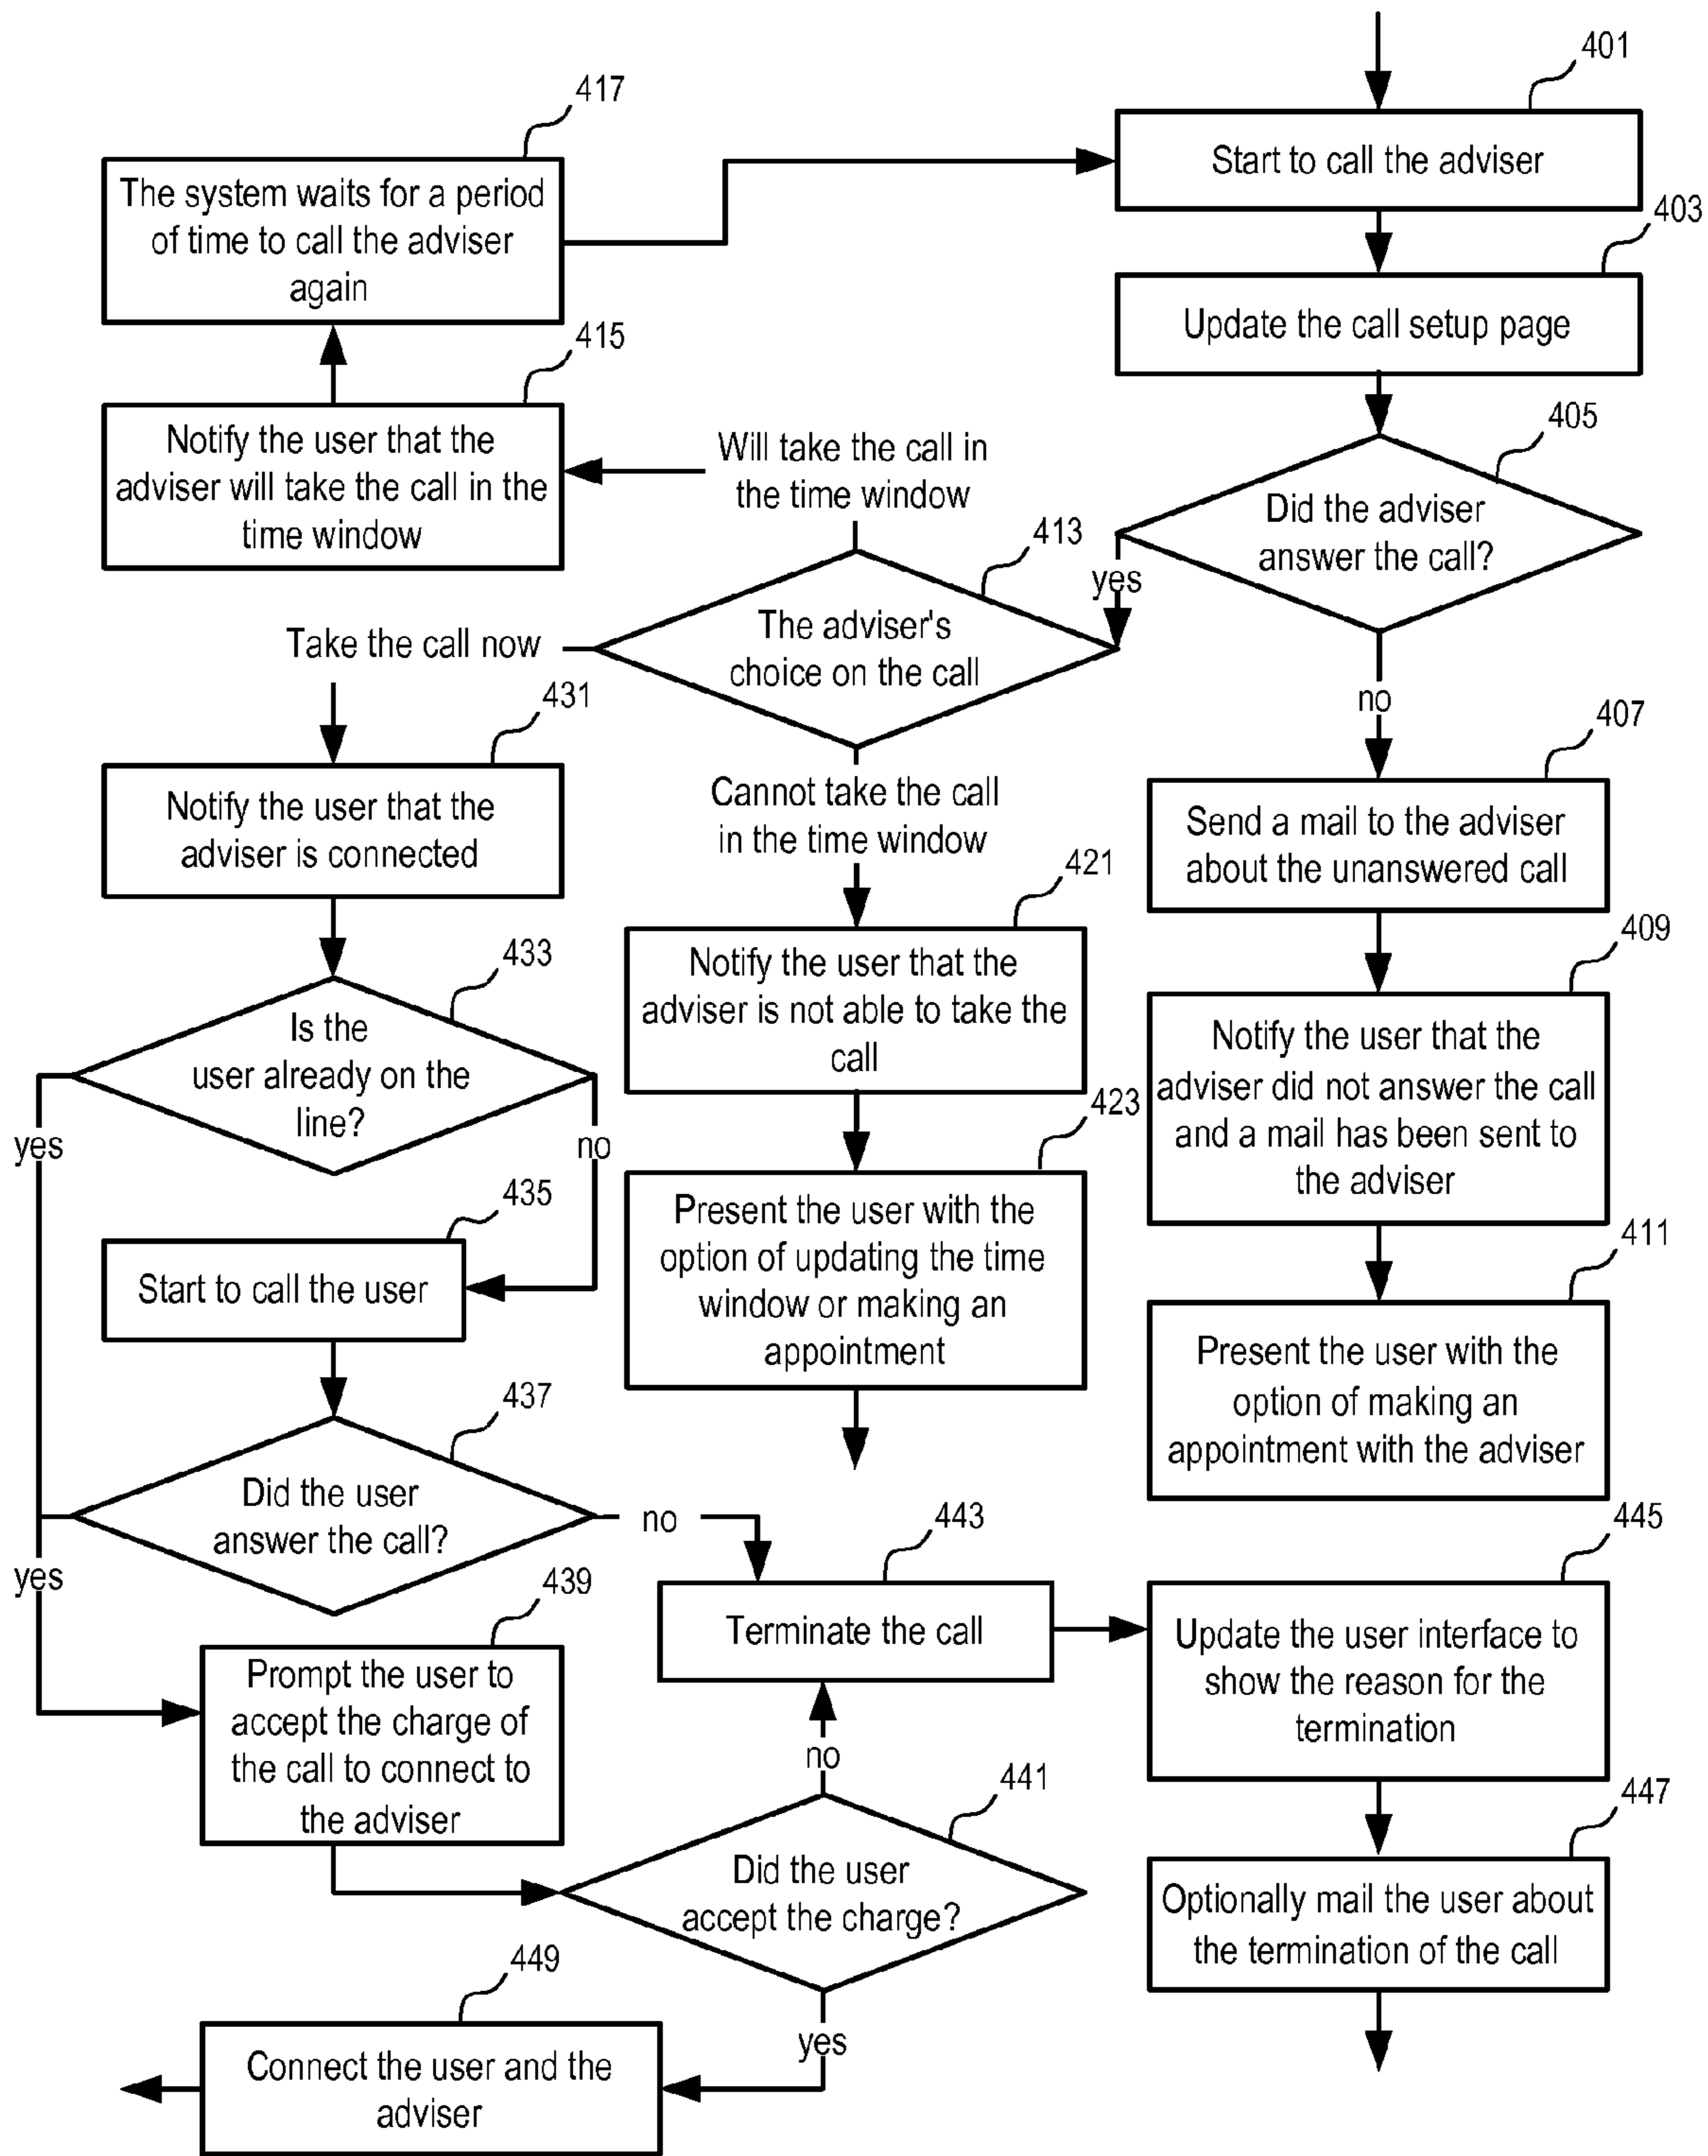 401
Start to call the adviser
403
Update the call setup page
405
Did the adviser
answer the call?
yes
no
407
Send a mail to the adviser
about the unanswered call
409
Notify the user that the
adviser did not answer the call
and a mail has been sent to
the adviser
411
Present the user with the
option of making an
appointment with the adviser
413
The adviser's
choice on the call
Will take the call in
the time window
415
Notify the user that the
adviser will take the call in the
time window
417
The system waits for a period
of time to call the adviser
again
Cannot take the call
in the time window
421
Notify the user that the
adviser is not able to take the
call
423
Present the user with the
option of updating the time
window or making an
appointment
Take the call now
431
Notify the user that the
adviser is connected
433
Is the
user already on the
line?
yes
no
435
Start to call the user
437
Did the user
answer the call?
yes
no
439
Prompt the user to
accept the charge of
the call to connect to
the adviser
441
Did the user
accept the charge?
no
yes
443
Terminate the call
445
Update the user interface to
show the reason for the
termination
447
Optionally mail the user about
the termination of the call
449
Connect the user and the
adviser